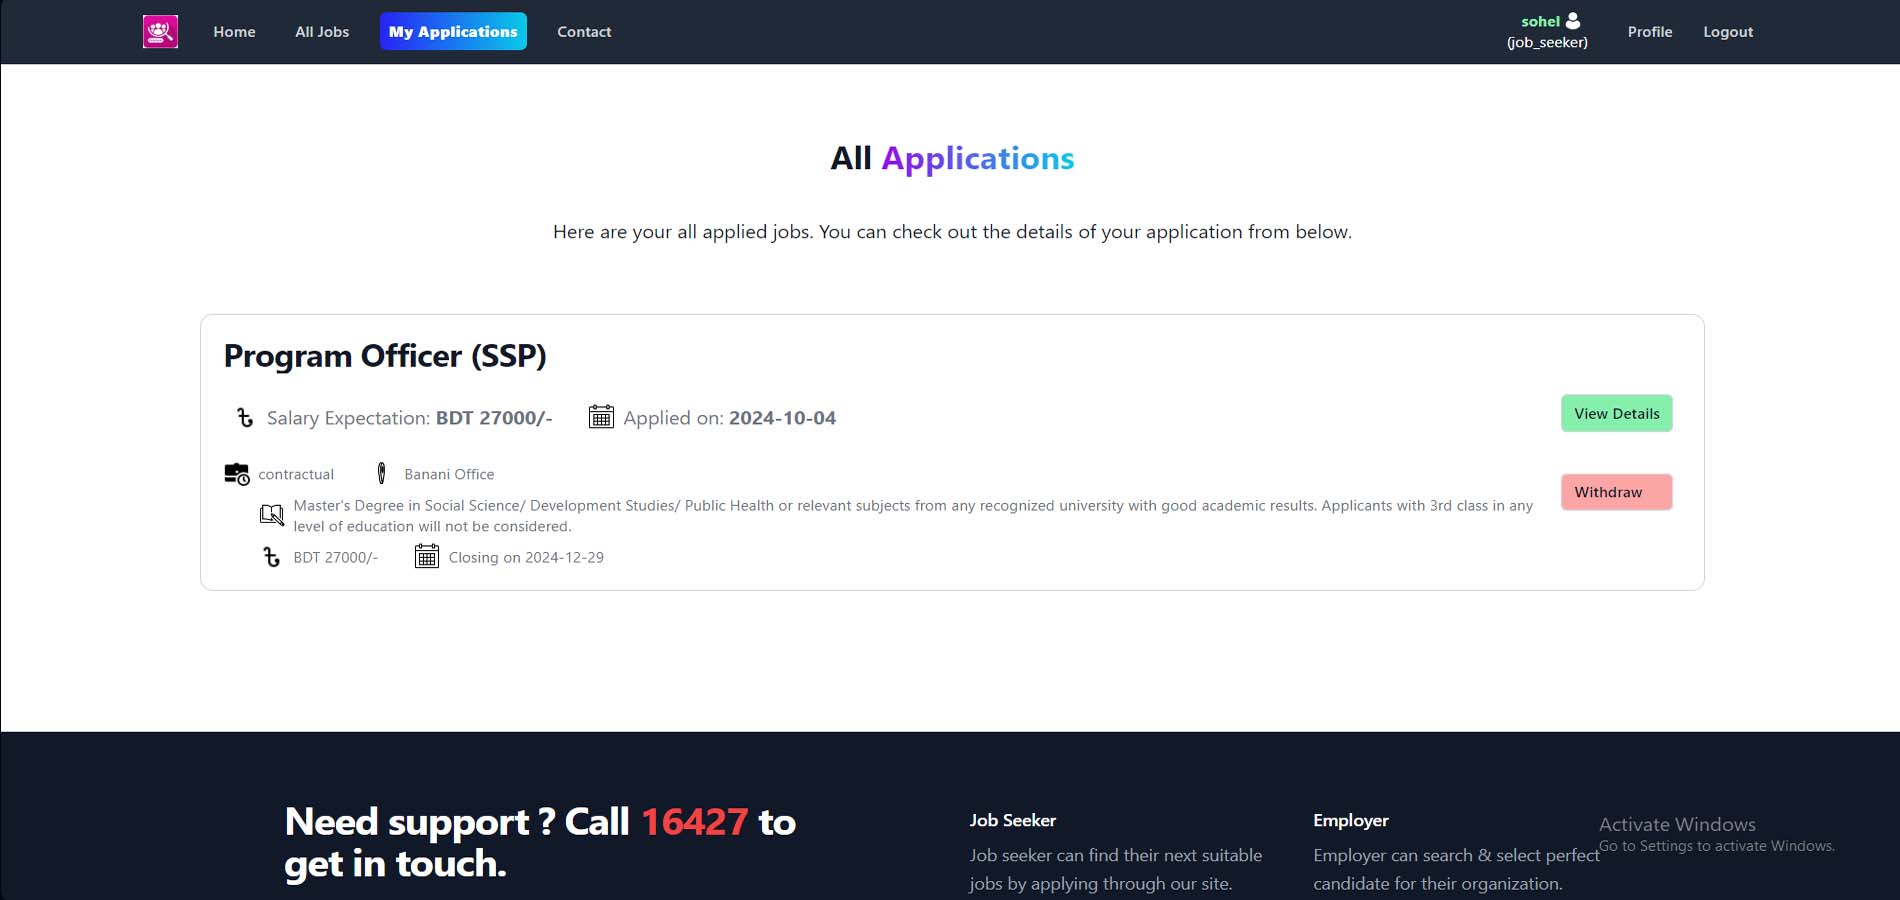 Home All Jobs My Applications Contact sohel Profile Logout
(job_seeker)
All Applications
Here are your all applied jobs. You can check out the details of your application from below.
Program Officer (SSP)
Salary Expectation: BDT 27000/- Applied on: 2024-10-04
View Details
contractual Banani Office
Withdraw
Master's Degree in Social Science/ Development Studies/ Public Health or relevant subjects from any recognized university with good academic results. Applicants with 3rd class in any
level of education will not be considered.
BDT 27000/- Closing on 2024-12-29
Need support ? Call 16427 to
get in touch.
Job Seeker
Job seeker can find their next suitable
jobs by applying through our site.
Employer
Employer can search & select perfect
candidate for their organization.
Activate Windows
Go to Settings to activate Windows.